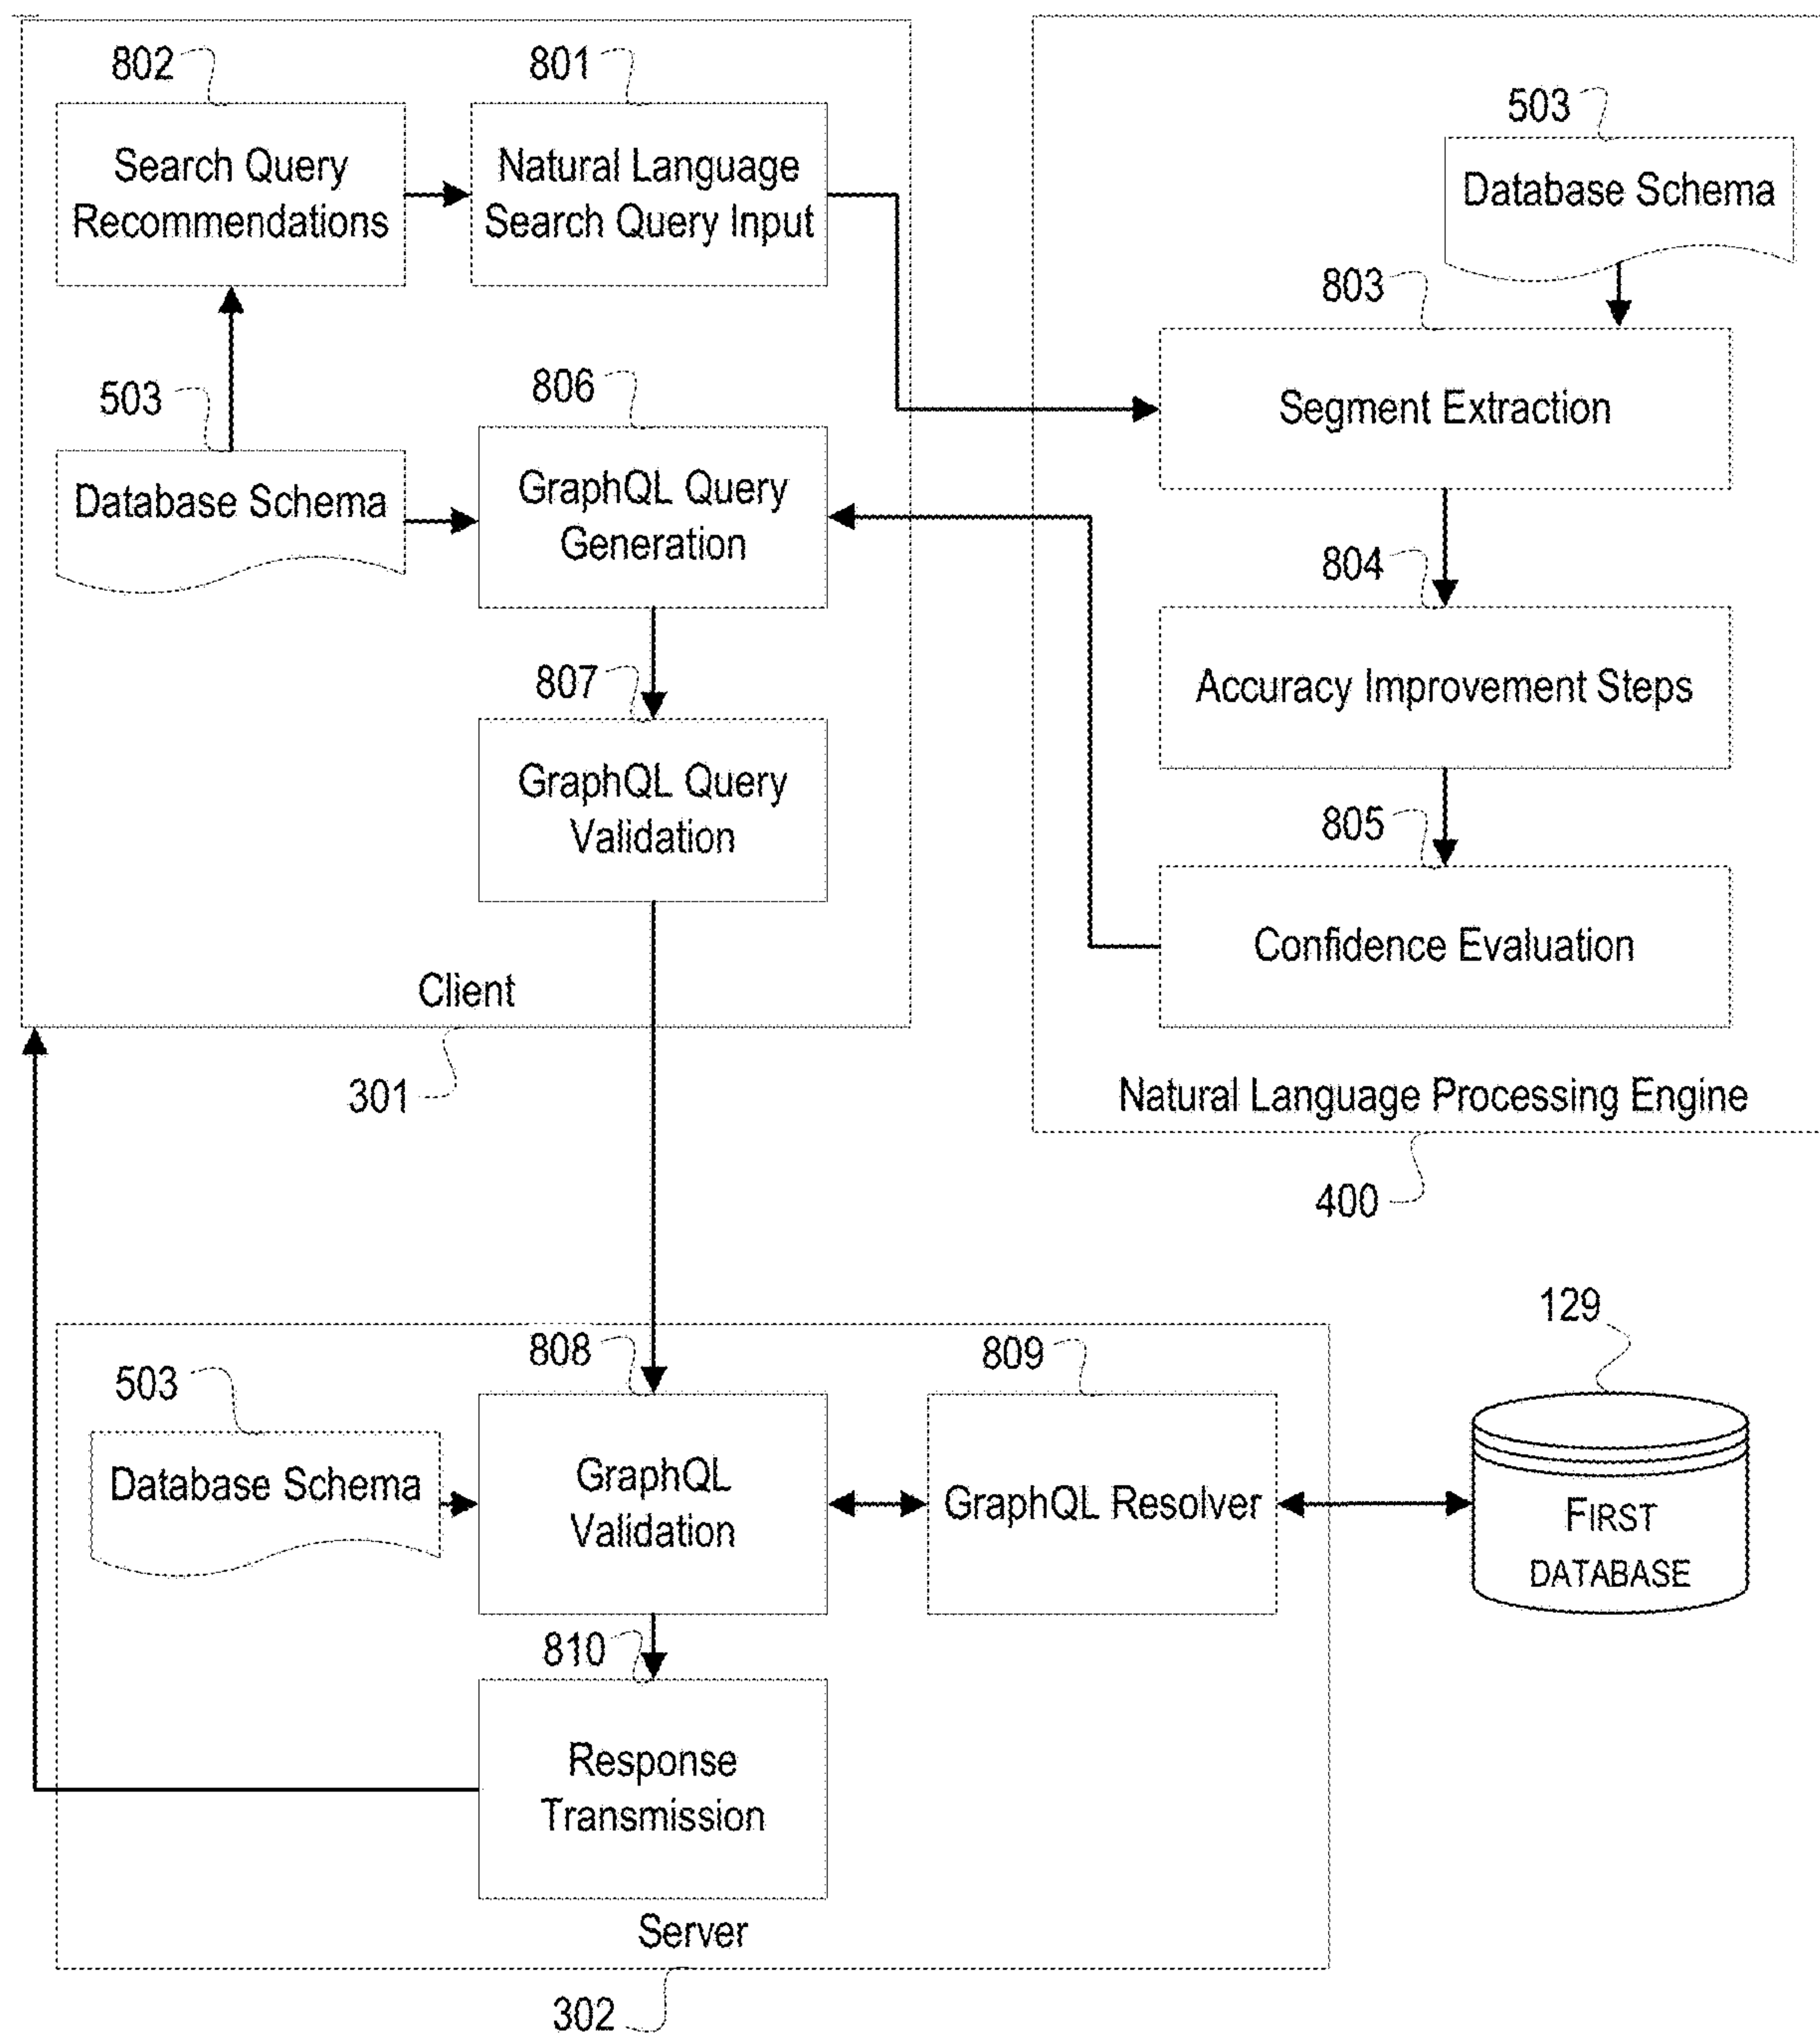 802
801
Search Query
Recommendations
Natural Language
Search Query Input
503
Database Schema
803
Segment Extraction
503
Database Schema
806
GraphQL Query
Generation
804
Accuracy Improvement Steps
807
GraphQL Query
Validation
805
Confidence Evaluation
Client
301
Natural Language Processing Engine
400
129
FIRST
DATABASE
808
809
503
Database Schema
GraphQL
Validation
GraphQL Resolver
810
Response
Transmission
Server
302